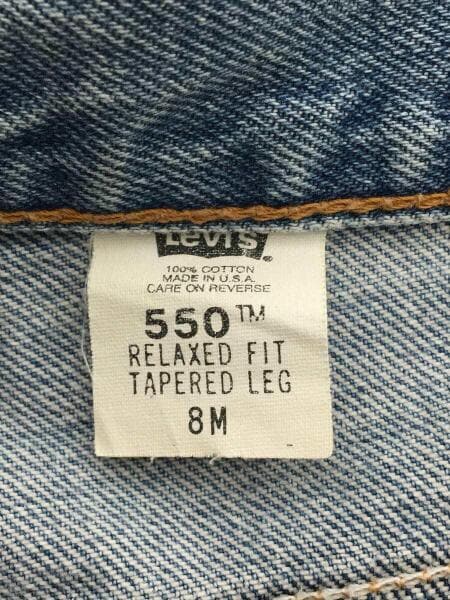 Levi's
100% COTTON
MADE IN U.S.A.
CARE ON REVERSE
550™
RELAXED FIT
TAPERED LEG
8M